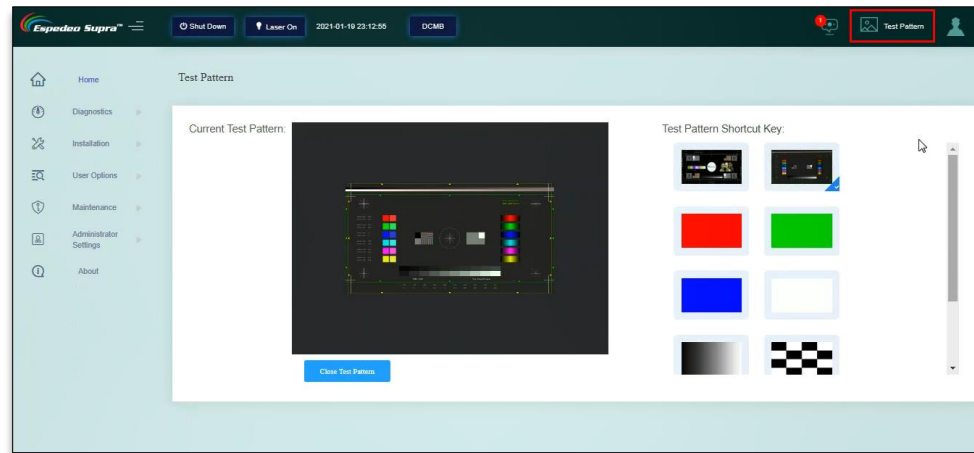 Espedeo Supra™
Shut Down
Laser On
2021-01-19 23:12:55
DCMB
1
Test Pattern
Home
Diagnostics
Installation
User Options
Maintenance
Administrator
Settings
About
Test Pattern
Current Test Pattern:
Close Test Pattern
Test Pattern Shortcut Key: